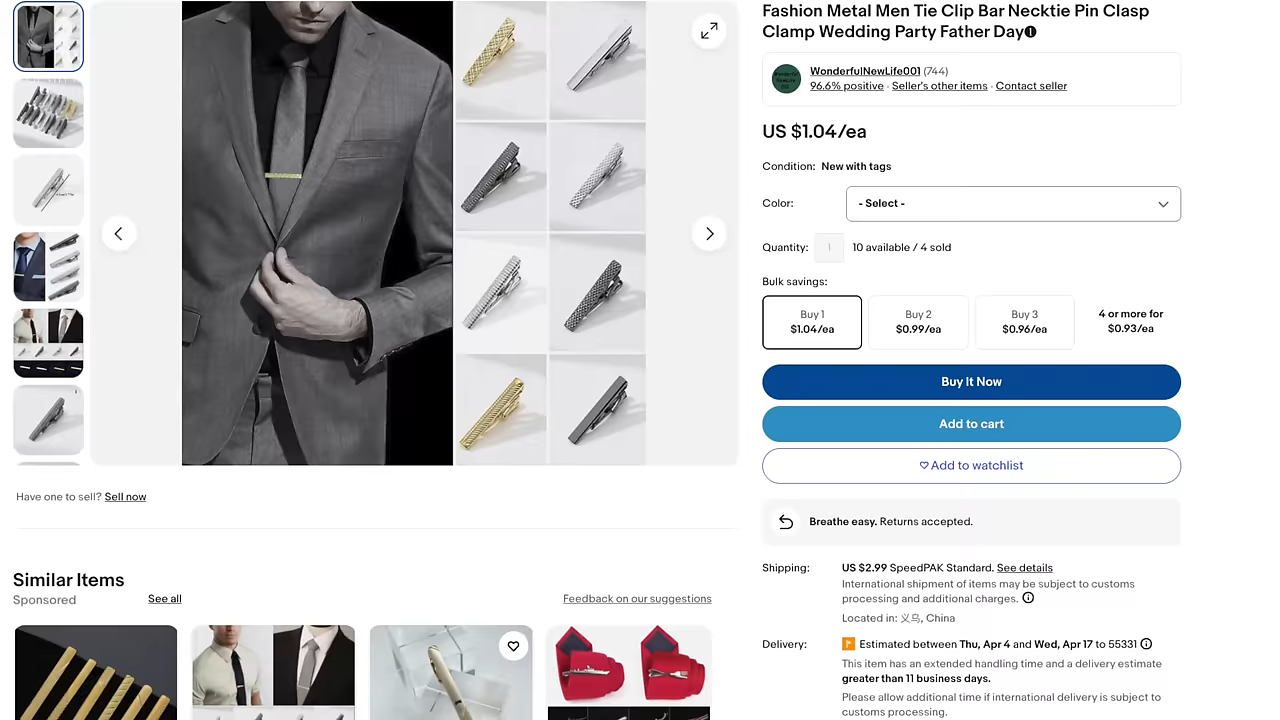 Fashion Metal Men Tie Clip Bar Necktie Pin Clasp
Clamp Wedding Party Father Day
WonderfulNewLife001 (744)
96.6% positive · Seller's other items · Contact seller
US $1.04/ea
Condition: New with tags
Color: - Select -
Quantity: 1 10 available / 4 sold
Bulk savings:
Buy 1
$1.04/ea
Buy 2
$0.99/ea
Buy 3
$0.96/ea
4 or more for
$0.93/ea
Buy It Now
Add to cart
Add to watchlist
Breathe easy. Returns accepted.
Have one to sell? Sell now
Shipping: US $2.99 SpeedPAK Standard. See details
International shipment of items may be subject to customs
processing and additional charges.
Located in: 义乌, China
Delivery: Estimated between Thu, Apr 4 and Wed, Apr 17 to 55331
This item has an extended handling time and a delivery estimate
greater than 11 business days.
Please allow additional time if international delivery is subject to
customs processing.
Similar Items
Sponsored
See all
Feedback on our suggestions